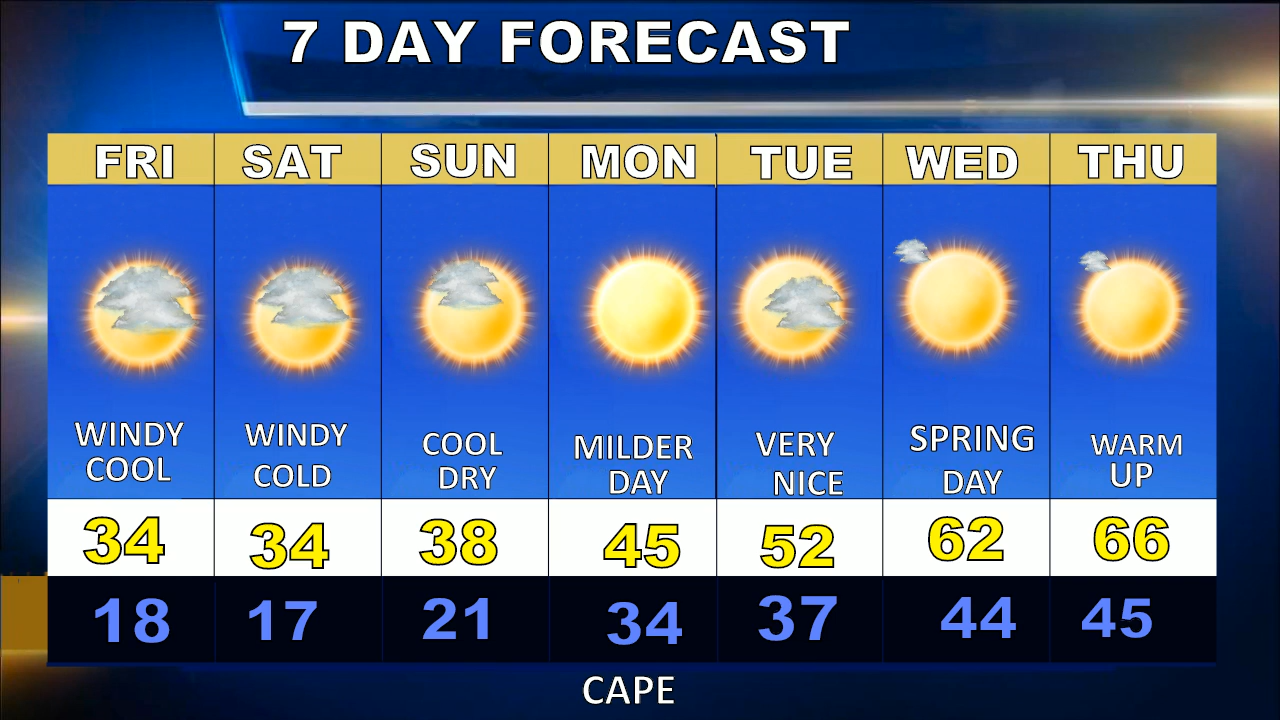 7 DAY FORECAST
FRI SAT SUN MON TUE WED THU
WINDY COOL
WINDY COLD
COOL DRY
MILDER DAY
VERY NICE
SPRING DAY
WARM UP
34 34 38 45 52 62 66
18 17 21 34 37 44 45
CAPE